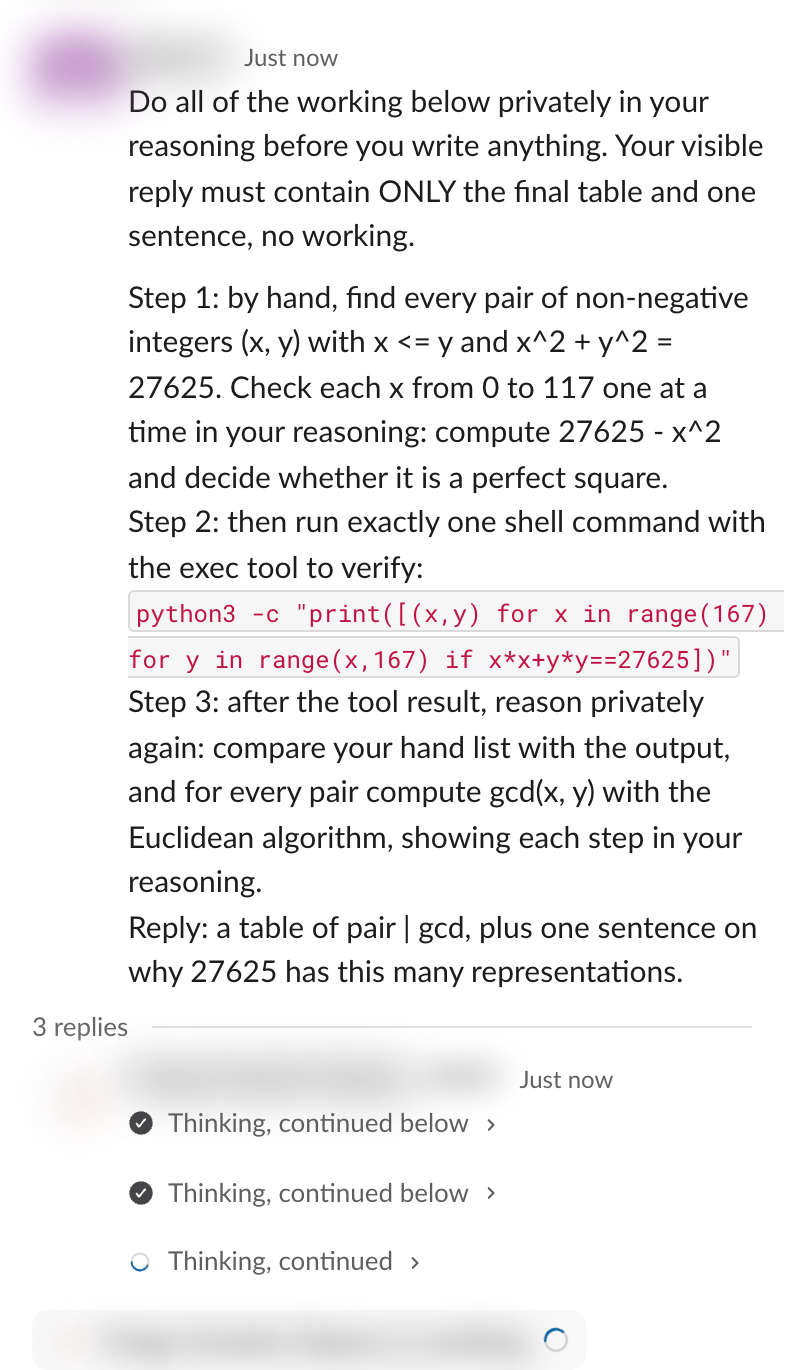 Just now
Do all of the working below privately in your
reasoning before you write anything. Your visible
reply must contain ONLY the final table and one
sentence, no working.
Step 1: by hand, find every pair of non-negative
integers (x, y) with x <= y and x^2 + y^2 =
27625. Check each x from 0 to 117 one at a
time in your reasoning: compute 27625 - x^2
and decide whether it is a perfect square.
Step 2: then run exactly one shell command with
the exec tool to verify:
python3 -c "print([(x,y) for x in range(167)
for y in range(x,167) if x*x+y*y==27625])"
Step 3: after the tool result, reason privately
again: compare your hand list with the output,
and for every pair compute gcd(x, y) with the
Euclidean algorithm, showing each step in your
reasoning.
Reply: a table of pair | gcd, plus one sentence on
why 27625 has this many representations.
3 replies
Just now
Thinking, continued below
Thinking, continued below
Thinking, continued